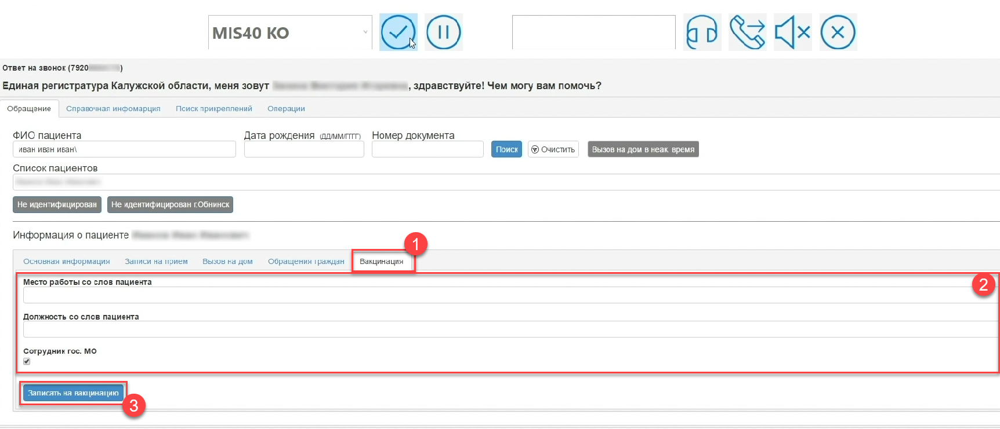 MIS40 KO
Ответ на звонок (7920)
Единая регистратура Калужской области, меня зовут , здравствуйте! Чем могу вам помочь?
Обращение Справочная инфомарция Поиск прикреплений Операции
ФИО пациента Дата рождения (ДД/ММ/ГГГГ) Номер документа
иван иван иван\ Поиск Очистить Вызов на дом в неак. время
Список пациентов
Не идентифицирован Не идентифицирован г.Обнинск
Информация о пациенте
1
Основная информация Записи на прием Вызов на дом Обращения граждан Вакцинация
Место работы со слов пациента
2
Должность со слов пациента
Сотрудник гос. МО
Записать на вакцинацию
3